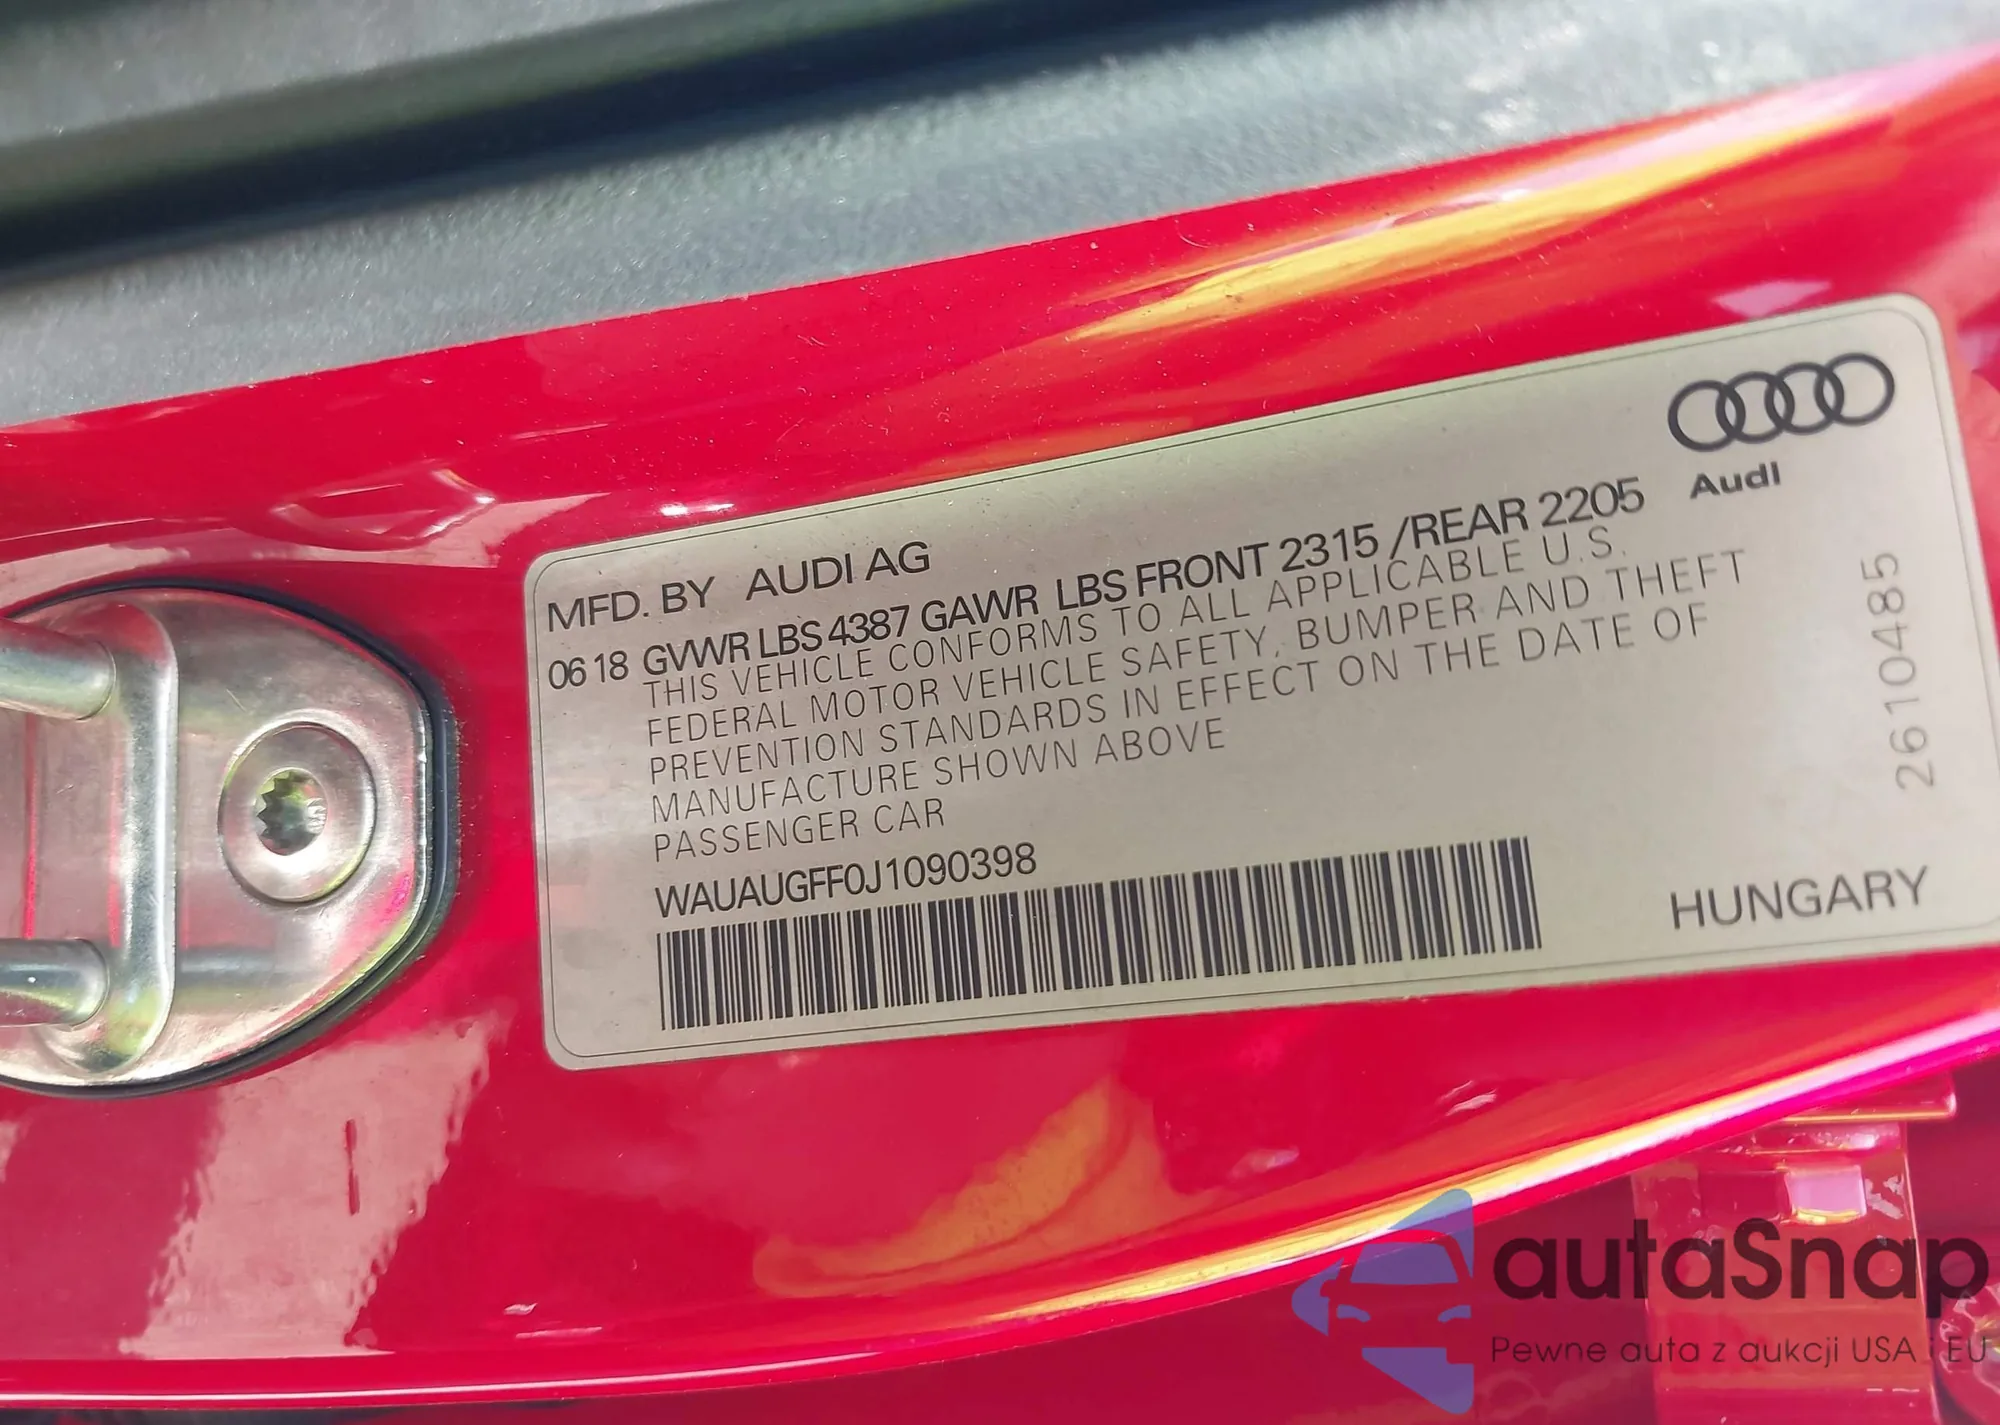 Audi
MFD. BY AUDI AG
06 18 GVWR LBS 4387 GAWR LBS FRONT 2315 /REAR 2205
THIS VEHICLE CONFORMS TO ALL APPLICABLE U.S.
FEDERAL MOTOR VEHICLE SAFETY, BUMPER AND THEFT
PREVENTION STANDARDS IN EFFECT ON THE DATE OF
MANUFACTURE SHOWN ABOVE
PASSENGER CAR
WAUAUGFF0J1090398
HUNGARY
2610485
autaSnap
Pewne auta z aukcji USA i EU